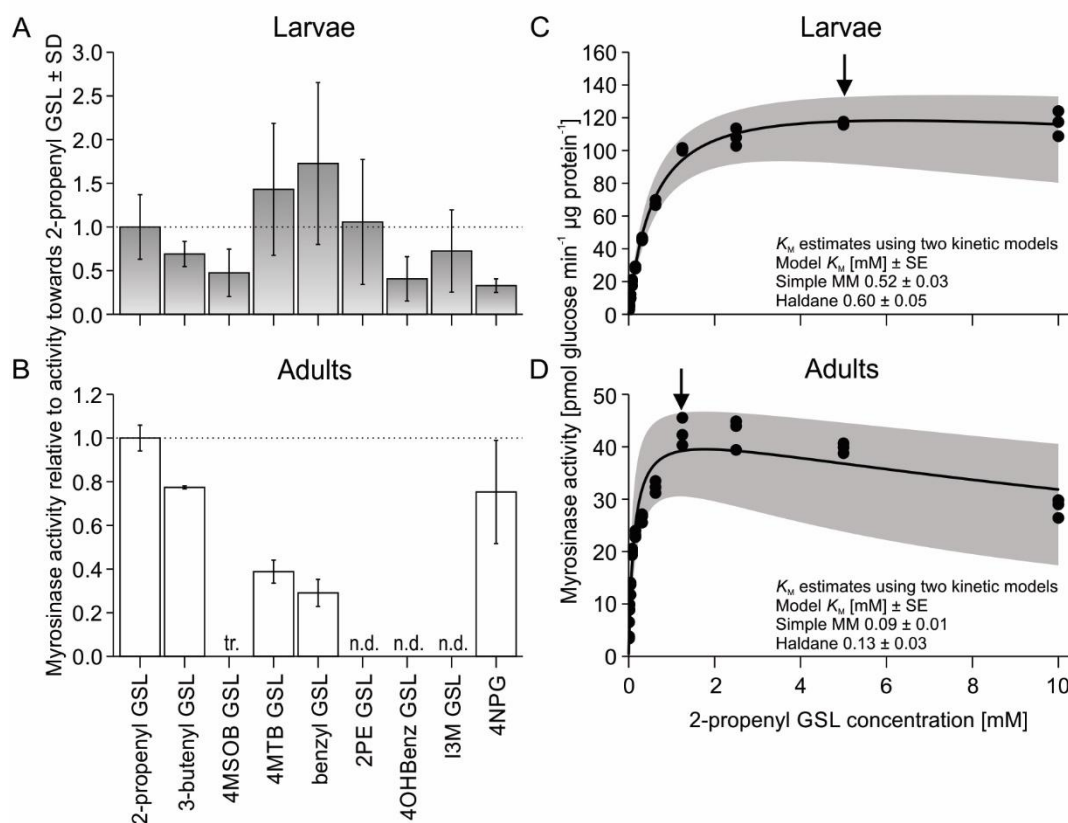 A
Larvae
Myrosinase activity relative to activity towards 2-propenyl GSL ± SD
3.0
2.5
2.0
1.5
1.0
0.5
0.0
B
Adults
1.2
1.0
0.8
0.6
0.4
0.2
0.0
tr.
n.d.
n.d.
n.d.
2-propenyl GSL
3-butenyl GSL
4MSOB GSL
4MTB GSL
benzyl GSL
2PE GSL
4OHBenz GSL
I3M GSL
4NPG
C
Larvae
Myrosinase activity [pmol glucose min⁻¹ µg protein⁻¹]
160
140
120
100
80
60
40
20
0
K_M estimates using two kinetic models
Model K_M [mM] ± SE
Simple MM 0.52 ± 0.03
Haldane 0.60 ± 0.05
D
Adults
50
40
30
20
10
0
K_M estimates using two kinetic models
Model K_M [mM] ± SE
Simple MM 0.09 ± 0.01
Haldane 0.13 ± 0.03
0 2 4 6 8 10
2-propenyl GSL concentration [mM]